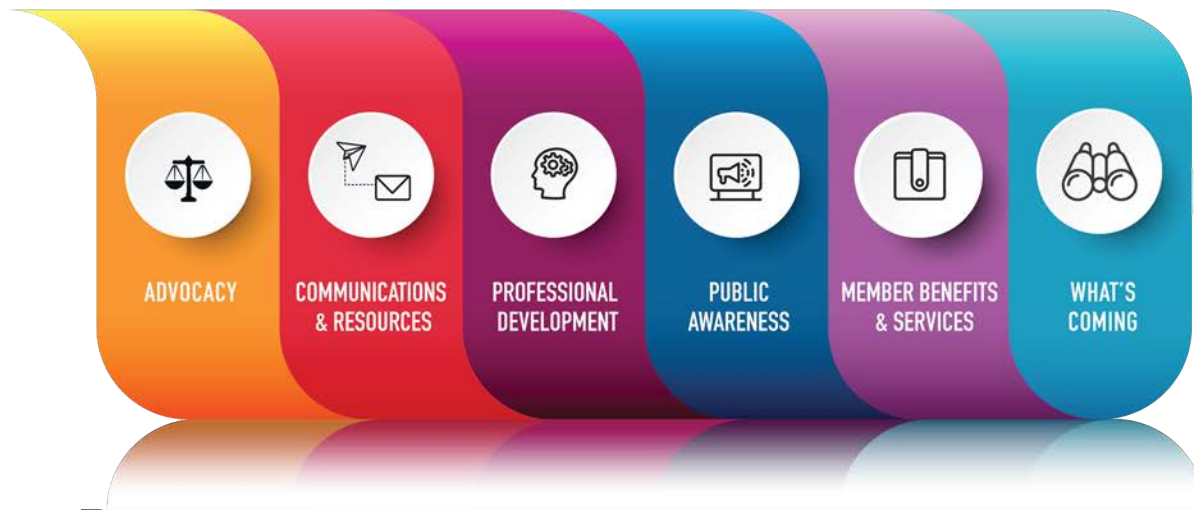 ADVOCACY
COMMUNICATIONS
& RESOURCES
PROFESSIONAL
DEVELOPMENT
PUBLIC
AWARENESS
MEMBER BENEFITS
& SERVICES
WHAT'S
COMING